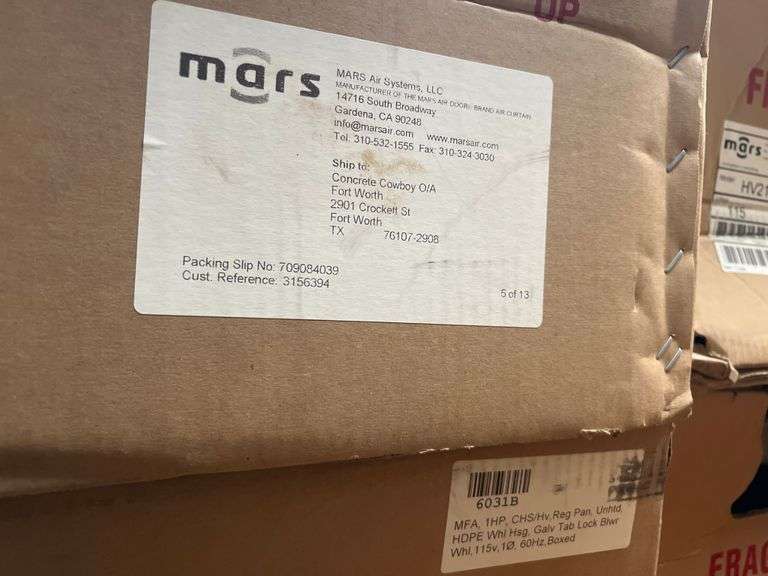 UP
mars
MARS Air Systems, LLC
MANUFACTURER OF THE MARS AIR DOOR® BRAND AIR CURTAIN
14716 South Broadway
Gardena, CA 90248
info@marsair.com www.marsair.com
Tel. 310-532-1555 Fax: 310-324 3030
Ship to:
Concrete Cowboy O/A
Fort Worth
2901 Crockett St
Fort Worth
TX 76107-2908
Packing Slip No: 709084039
Cust. Reference: 3156394
6 of 13
mars
HV21
115
6031B
MFA, 1HP, CHS/Hv,Reg Pan, Unhtd,
HDPE Whl Hsg, Galv Tab Lock Blwr
Whl,115v,1Ø, 60Hz,Boxed
FRAG